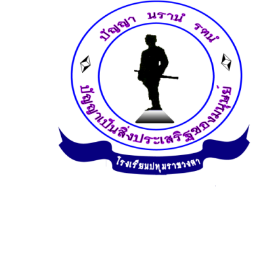 ปัญญา นรานํ รตนํ
ปัญญาเป็นสิ่งประเสริฐของมนุษย์
โรงเรียนปทุมราชวงศา